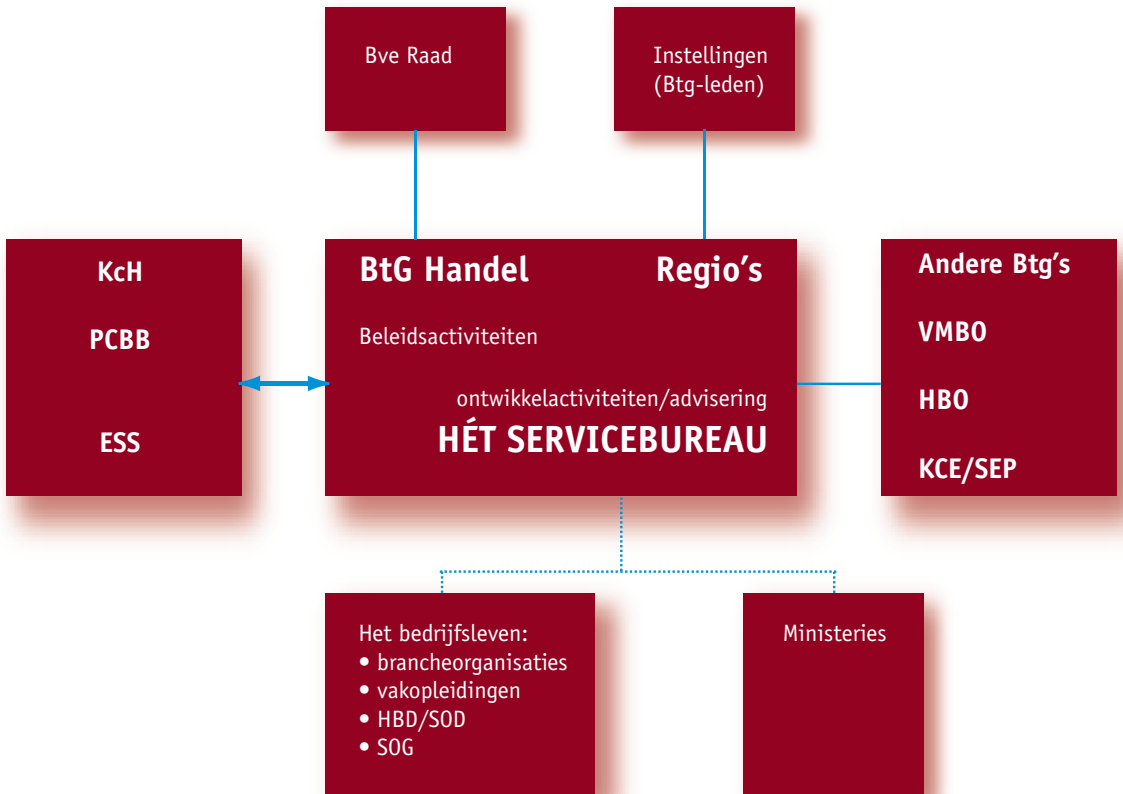 Bve Raad
Instellingen
(Btg-leden)
KcH
PCBB
ESS
BtG Handel
Regio's
Beleidsactiviteiten
ontwikkelactiviteiten/advisering
HÉT SERVICEBUREAU
Andere Btg's
VMBO
HBO
KCE/SEP
Het bedrijfsleven:
• brancheorganisaties
• vakopleidingen
• HBD/SOD
• SOG
Ministeries